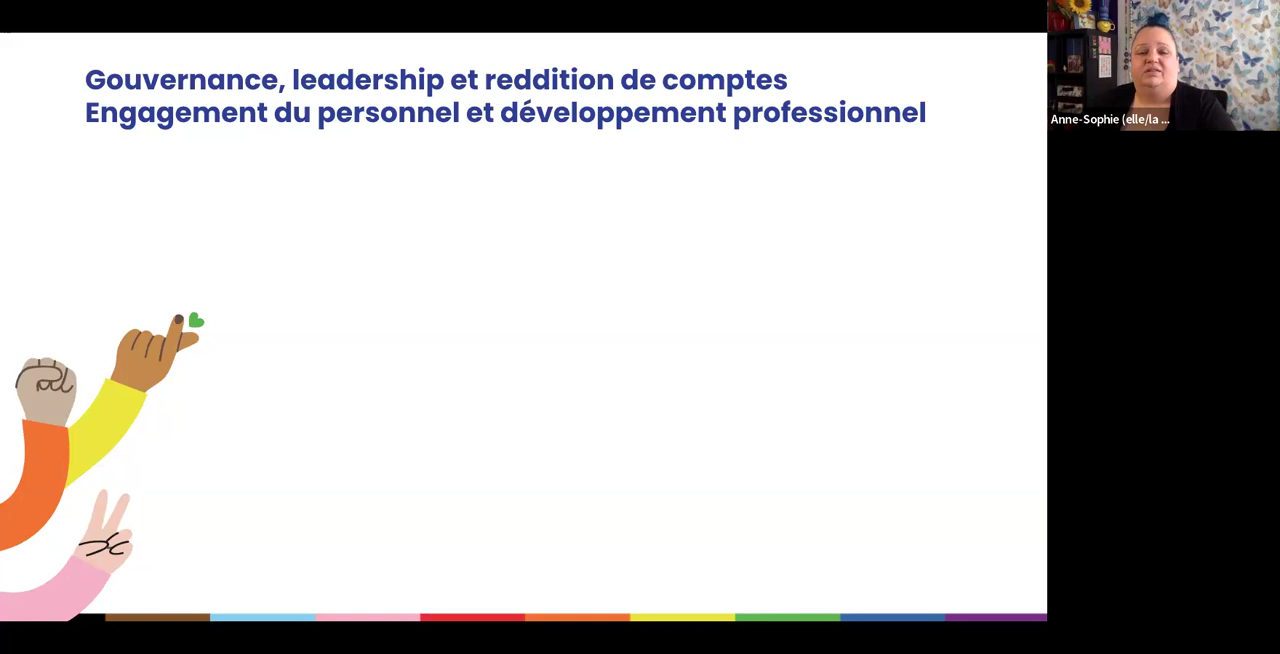 Gouvernance, leadership et reddition de comptes
Engagement du personnel et développement professionnel
Anne-Sophie (elle/la ...